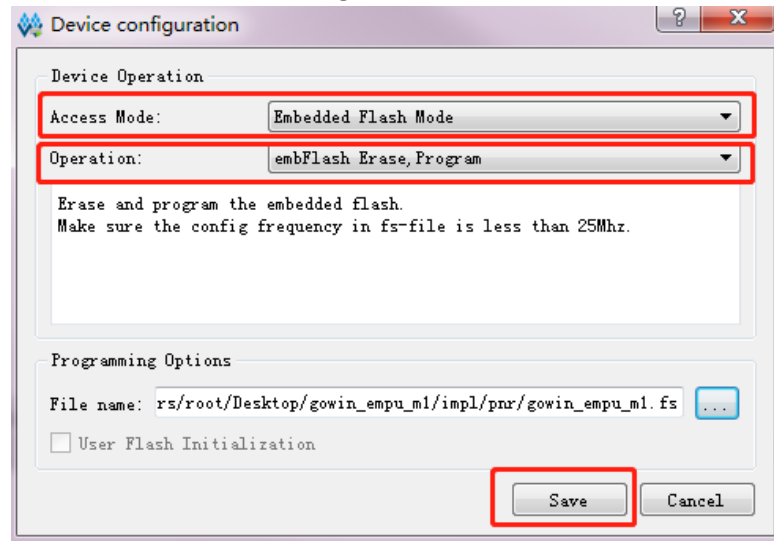 Device configuration
Device Operation
Access Mode: Embedded Flash Mode
Operation: embFlash Erase,Program
Erase and program the embedded flash.
Make sure the config frequency in fs-file is less than 25Mhz.
Programming Options
File name: rs/root/Desktop/gowin_empu_m1/impl/pnr/gowin_empu_m1.fs ...
User Flash Initialization
Save Cancel